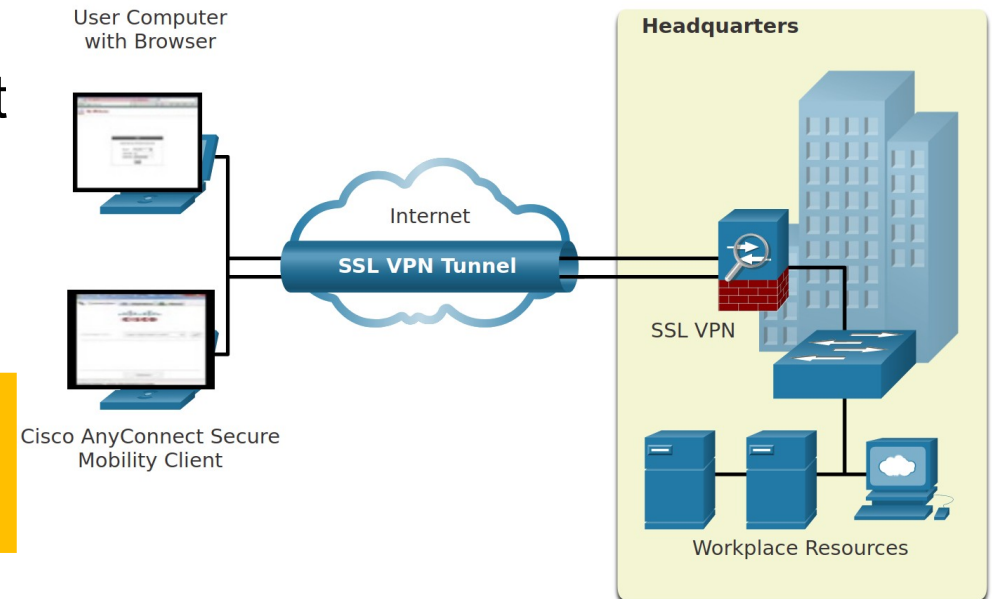 User Computer
with Browser
Headquarters
t
Internet
SSL VPN Tunnel
SSL VPN
Cisco AnyConnect Secure
Mobility Client
Workplace Resources